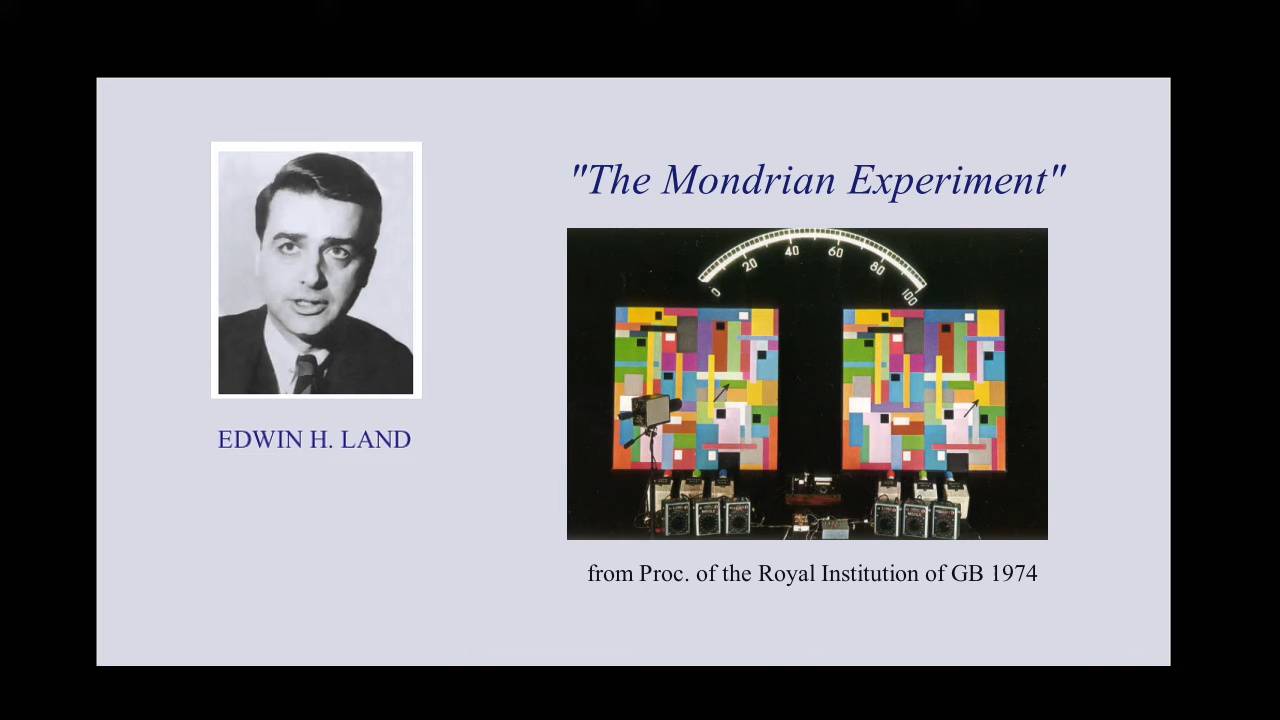 "The Mondrian Experiment"
0 20 40 60 80 100
EDWIN H. LAND
from Proc. of the Royal Institution of GB 1974